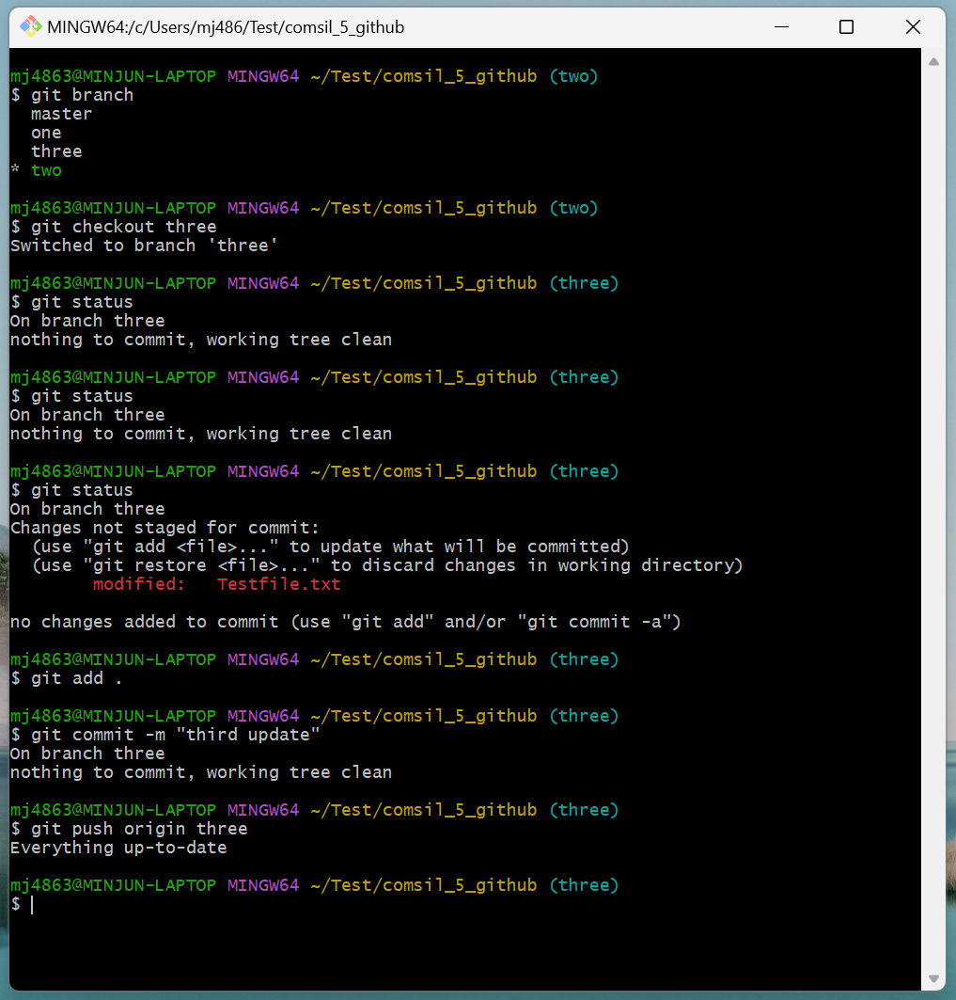 MINGW64:/c/Users/mj486/Test/comsil_5_github
mj4863@MINJUN-LAPTOP MINGW64 ~/Test/comsil_5_github (two)
$ git branch
  master
  one
  three
* two
mj4863@MINJUN-LAPTOP MINGW64 ~/Test/comsil_5_github (two)
$ git checkout three
Switched to branch 'three'
mj4863@MINJUN-LAPTOP MINGW64 ~/Test/comsil_5_github (three)
$ git status
On branch three
nothing to commit, working tree clean
mj4863@MINJUN-LAPTOP MINGW64 ~/Test/comsil_5_github (three)
$ git status
On branch three
nothing to commit, working tree clean
mj4863@MINJUN-LAPTOP MINGW64 ~/Test/comsil_5_github (three)
$ git status
On branch three
Changes not staged for commit:
  (use "git add <file>..." to update what will be committed)
  (use "git restore <file>..." to discard changes in working directory)
        modified:   Testfile.txt
no changes added to commit (use "git add" and/or "git commit -a")
mj4863@MINJUN-LAPTOP MINGW64 ~/Test/comsil_5_github (three)
$ git add .
mj4863@MINJUN-LAPTOP MINGW64 ~/Test/comsil_5_github (three)
$ git commit -m "third update"
On branch three
nothing to commit, working tree clean
mj4863@MINJUN-LAPTOP MINGW64 ~/Test/comsil_5_github (three)
$ git push origin three
Everything up-to-date
mj4863@MINJUN-LAPTOP MINGW64 ~/Test/comsil_5_github (three)
$